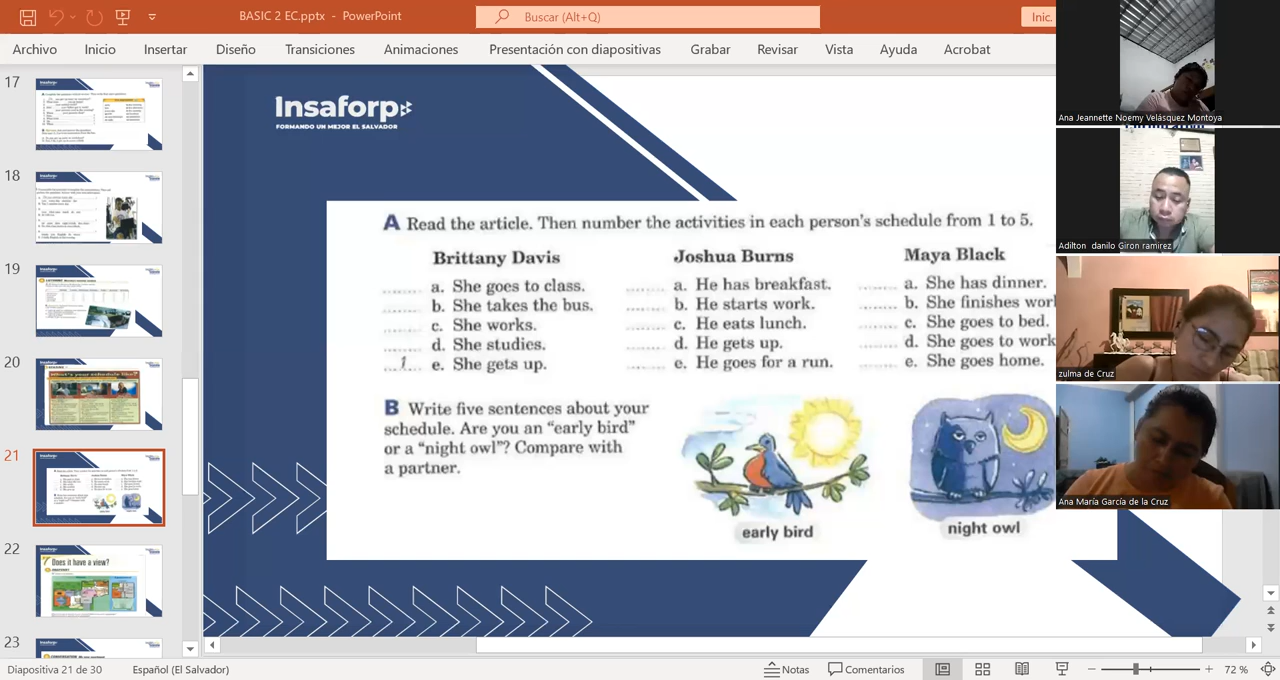 BASIC 2 EC.pptx - PowerPoint
Buscar (Alt+Q)
Inic.
Archivo Inicio Insertar Diseño Transiciones Animaciones Presentación con diapositivas Grabar Revisar Vista Ayuda Acrobat
17
18
19
20
21
22
Does it have a view?
23
Insaforp
FORMANDO UN MEJOR EL SALVADOR
A Read the article. Then number the activities in each person's schedule from 1 to 5.
Brittany Davis
a. She goes to class.
b. She takes the bus.
c. She works.
d. She studies.
1 e. She gets up.
Joshua Burns
a. He has breakfast.
b. He starts work.
c. He eats lunch.
d. He gets up.
e. He goes for a run.
Maya Black
a. She has dinner.
b. She finishes wor
c. She goes to bed.
d. She goes to work
e. She goes home.
B Write five sentences about your
schedule. Are you an "early bird"
or a "night owl"? Compare with
a partner.
early bird
night owl
Ana Jeannette Noemy Velásquez Montoya
Adilton danilo Giron ramirez
zulma de Cruz
Ana María García de la Cruz
Diapositiva 21 de 30 Español (El Salvador) Notas Comentarios 72 %